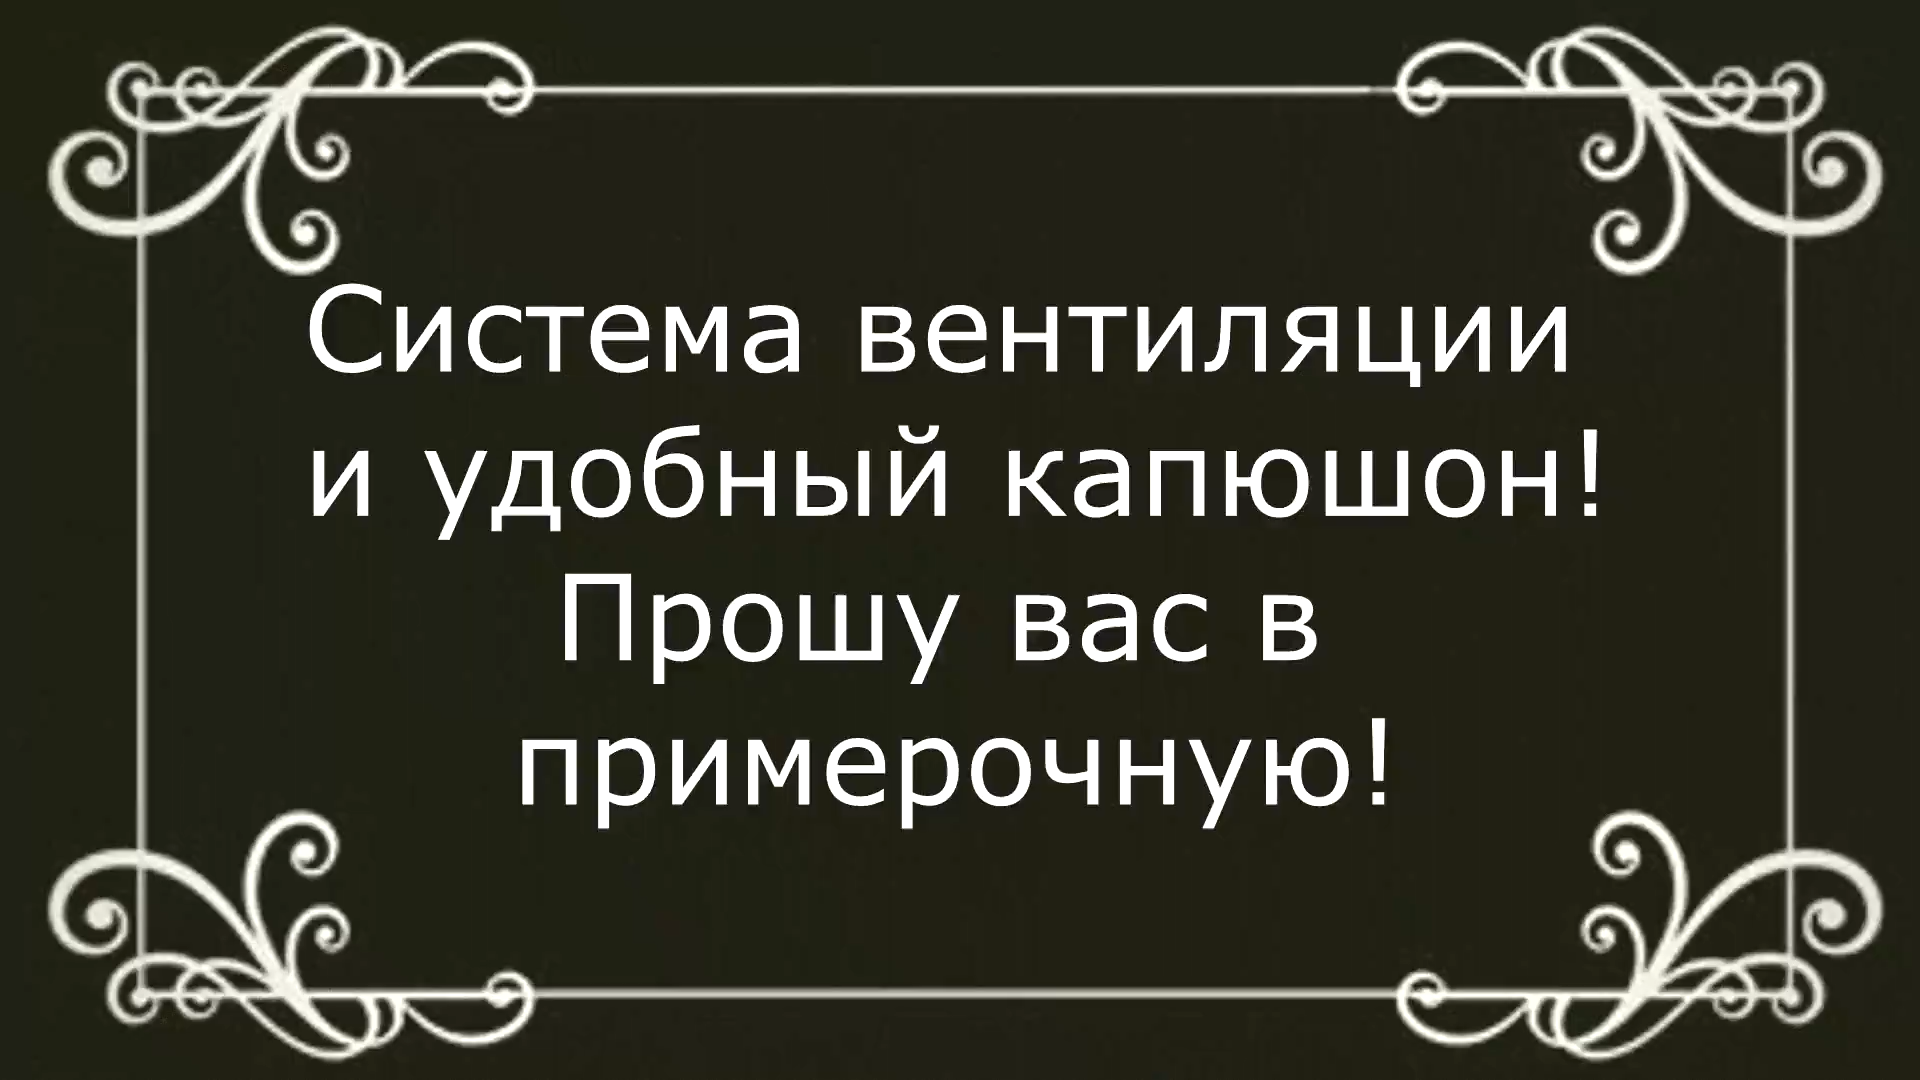 Система вентиляции
и удобный капюшон!
Прошу вас в
примерочную!